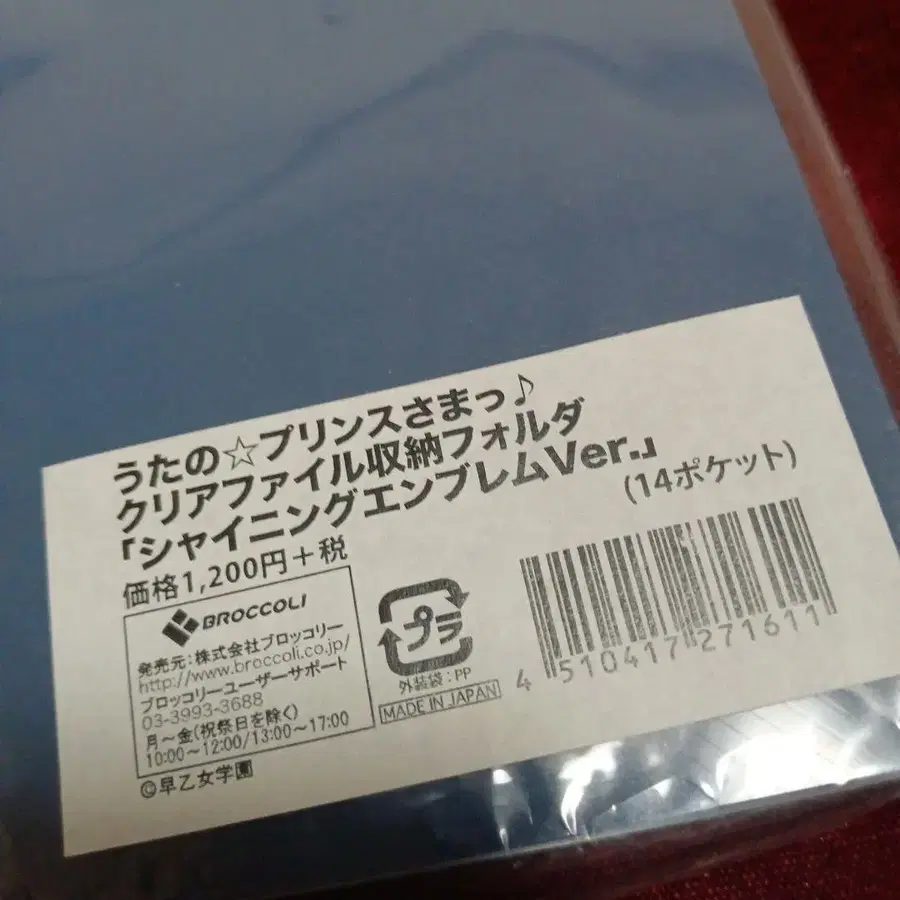 うたの☆プリンスさまっ♪
クリアファイル収納フォルダ
「シャイニングエンブレムVer.」
(14ポケット)
価格1,200円+税
BROCCOLI
発売元:株式会社ブロッコリー
http://www.broccoli.co.jp/
ブロッコリーユーザーサポート
03-3993-3688
月~金(祝祭日を除く)
10:00~12:00/13:00~17:00
©早乙女学園
プラ
外装袋:PP
MADE IN JAPAN
4 510417 271611